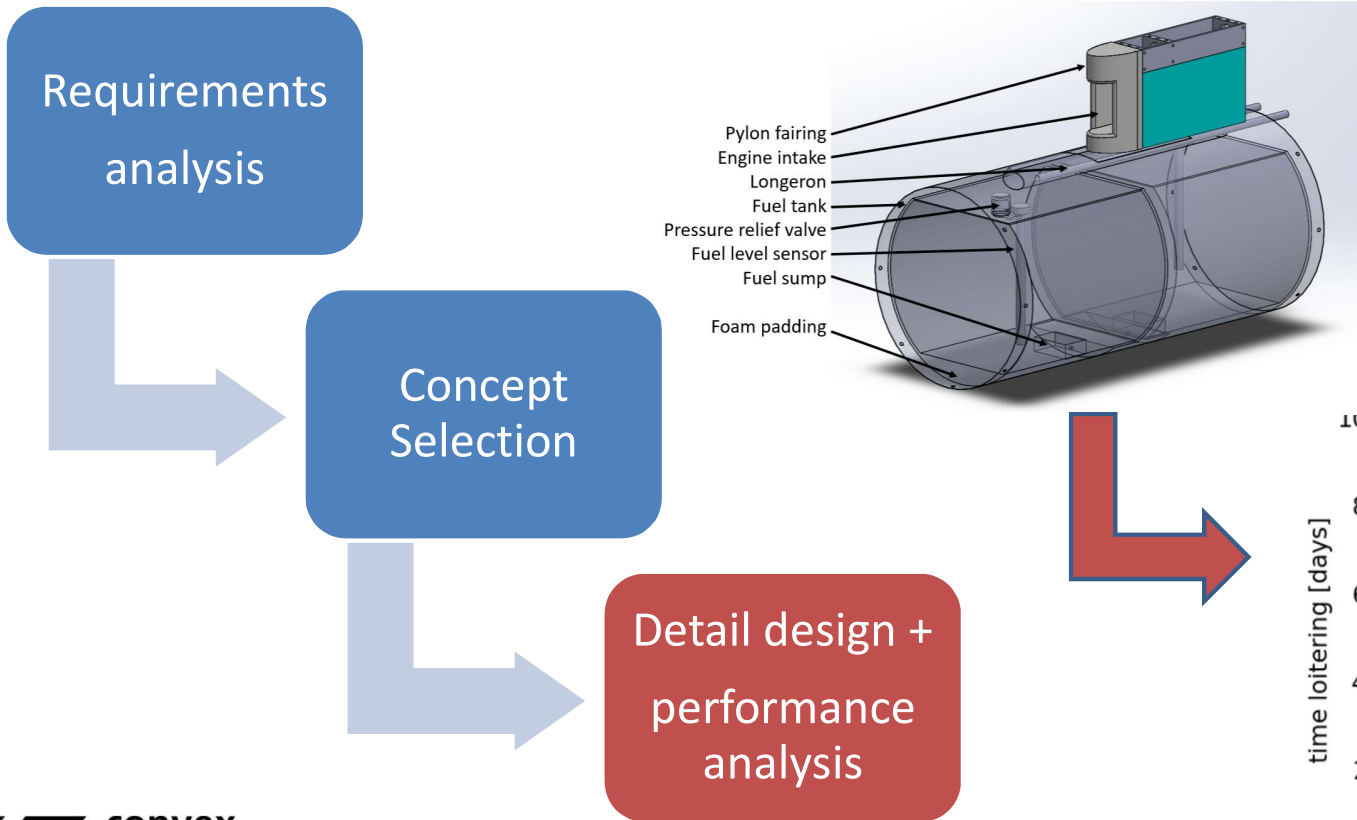 Requirements
analysis
Concept
Selection
Detail design +
performance
analysis
Pylon fairing
Engine intake
Longeron
Fuel tank
Pressure relief valve
Fuel level sensor
Fuel sump
Foam padding
time loitering [days]